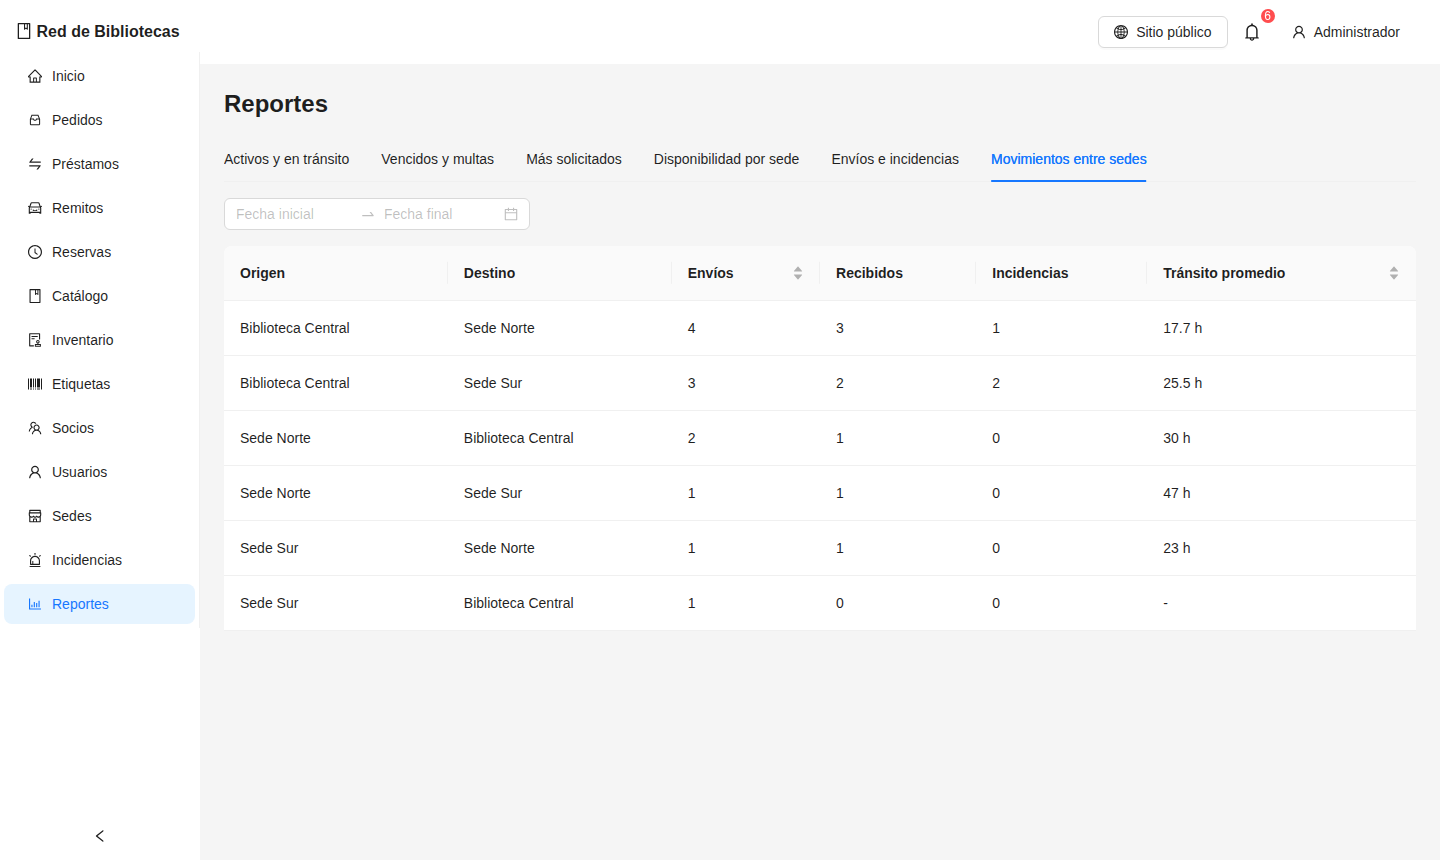 Red de Bibliotecas
Sitio público
6
Administrador
Inicio
Pedidos
Préstamos
Remitos
Reservas
Catálogo
Inventario
Etiquetas
Socios
Usuarios
Sedes
Incidencias
Reportes
Reportes
Activos y en tránsito Vencidos y multas Más solicitados Disponibilidad por sede Envíos e incidencias Movimientos entre sedes
Fecha inicial Fecha final
Origen Destino Envíos Recibidos Incidencias Tránsito promedio
Biblioteca Central Sede Norte 4 3 1 17.7 h
Biblioteca Central Sede Sur 3 2 2 25.5 h
Sede Norte Biblioteca Central 2 1 0 30 h
Sede Norte Sede Sur 1 1 0 47 h
Sede Sur Sede Norte 1 1 0 23 h
Sede Sur Biblioteca Central 1 0 0 -